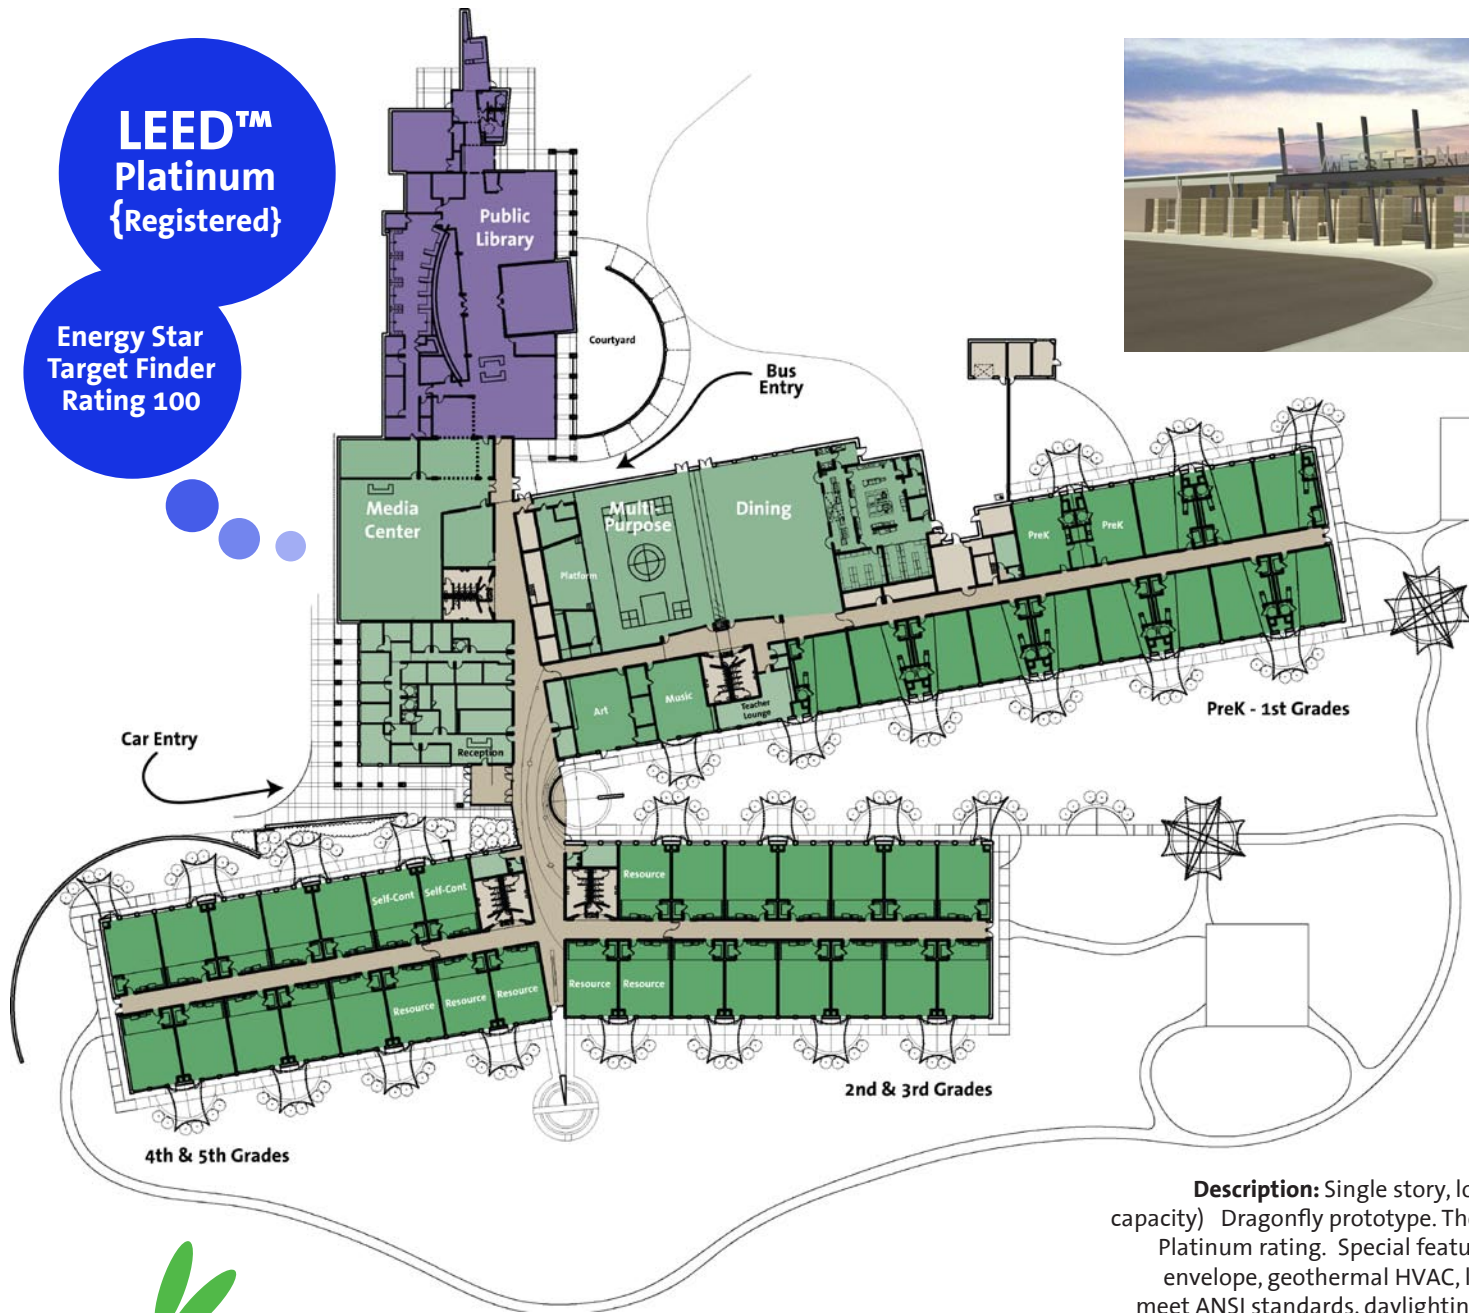 LEED™
Platinum
{Registered}
Energy Star
Target Finder
Rating 100
Public
Library
Courtyard
Bus
Entry
Media
Center
Multi-
Purpose
Dining
Platform
PreK
PreK
Art
Music
Teacher
Lounge
Reception
Car Entry
PreK - 1st Grades
Self-Cont
Self-Cont
Resource
Resource
Resource
Resource
Resource
Resource
2nd & 3rd Grades
4th & 5th Grades
Description: Single story, lo
capacity) Dragonfly prototype. The
Platinum rating. Special featu
envelope, geothermal HVAC, l
meet ANSI standards, daylighting